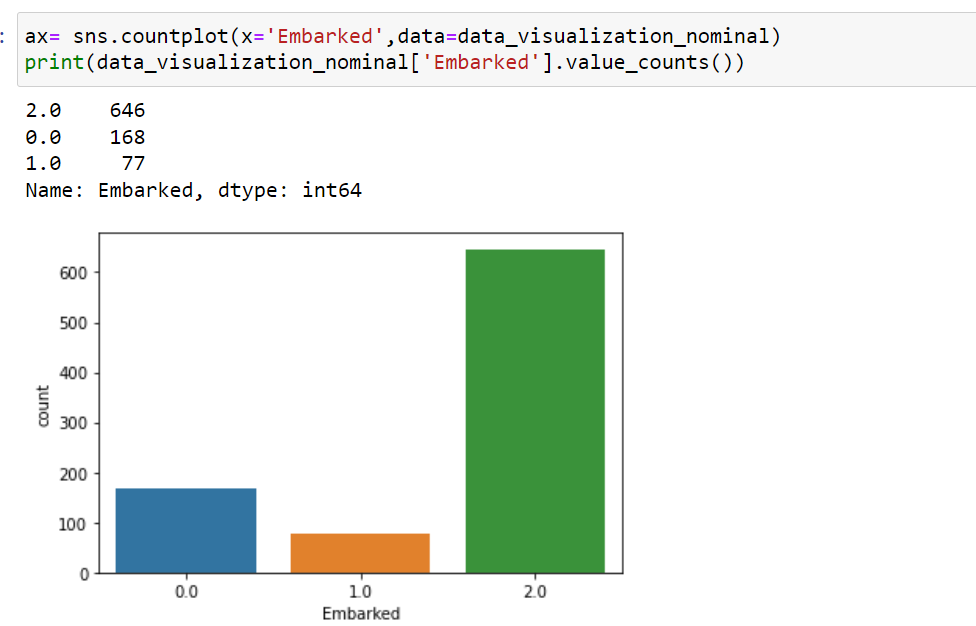 :
ax= sns.countplot(x='Embarked',data=data_visualization_nominal)
print(data_visualization_nominal['Embarked'].value_counts())
2.0    646
0.0    168
1.0     77
Name: Embarked, dtype: int64
600
500
400
300
200
100
0
count
0.0 1.0 2.0
Embarked